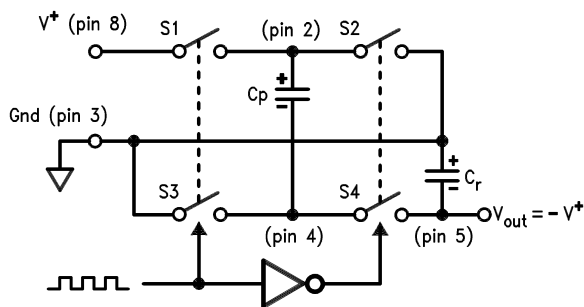 V+ (pin 8)
S1
(pin 2)
S2
+
Cp
−
Gnd (pin 3)
+
Cr
−
S3
S4
(pin 4)
(pin 5)
Vout = − V+